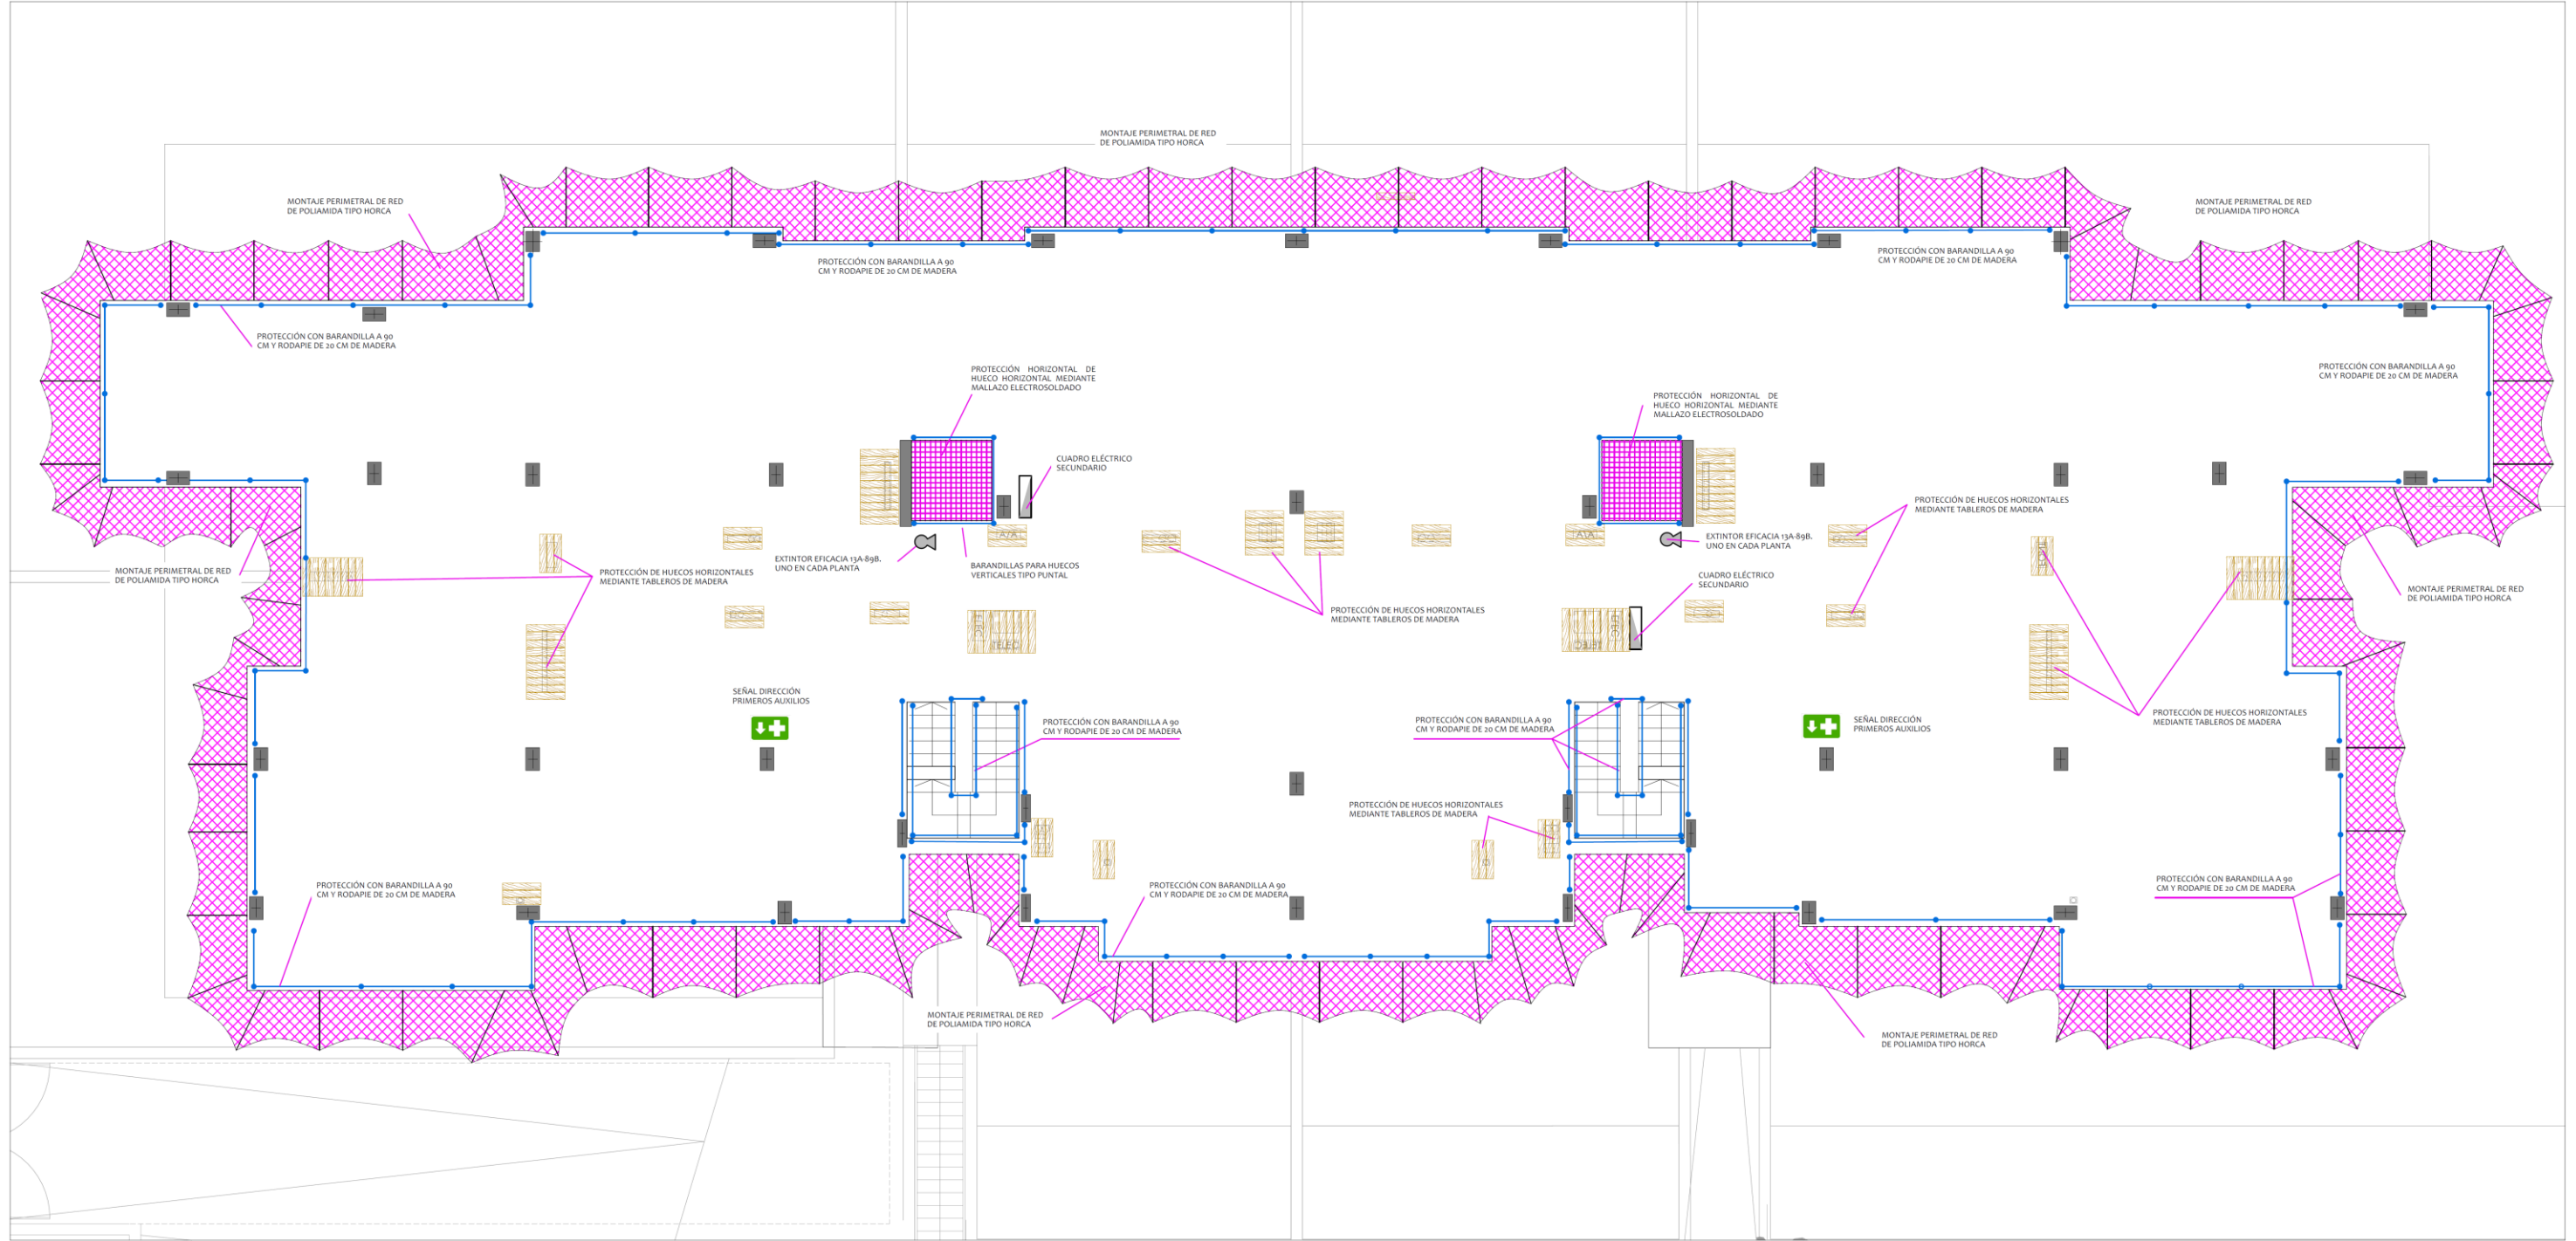 MONTAJE PERIMETRAL DE RED
DE POLIAMIDA TIPO HORCA
MONTAJE PERIMETRAL DE RED
DE POLIAMIDA TIPO HORCA
MONTAJE PERIMETRAL DE RED
DE POLIAMIDA TIPO HORCA
PROTECCIÓN CON BARANDILLA A 90
CM Y RODAPIE DE 20 CM DE MADERA
PROTECCIÓN CON BARANDILLA A 90
CM Y RODAPIE DE 20 CM DE MADERA
PROTECCIÓN CON BARANDILLA A 90
CM Y RODAPIE DE 20 CM DE MADERA
PROTECCIÓN CON BARANDILLA A 90
CM Y RODAPIE DE 20 CM DE MADERA
PROTECCIÓN HORIZONTAL DE
HUECO HORIZONTAL MEDIANTE
MALLAZO ELECTROSOLDADO
PROTECCIÓN HORIZONTAL DE
HUECO HORIZONTAL MEDIANTE
MALLAZO ELECTROSOLDADO
CUADRO ELÉCTRICO
SECUNDARIO
PROTECCIÓN DE HUECOS HORIZONTALES
MEDIANTE TABLEROS DE MADERA
EXTINTOR EFICACIA 13A-89B.
UNO EN CADA PLANTA
EXTINTOR EFICACIA 13A-89B.
UNO EN CADA PLANTA
BARANDILLAS PARA HUECOS
VERTICALES TIPO PUNTAL
MONTAJE PERIMETRAL DE RED
DE POLIAMIDA TIPO HORCA
PROTECCIÓN DE HUECOS HORIZONTALES
MEDIANTE TABLEROS DE MADERA
CUADRO ELÉCTRICO
SECUNDARIO
MONTAJE PERIMETRAL DE RED
DE POLIAMIDA TIPO HORCA
PROTECCIÓN DE HUECOS HORIZONTALES
MEDIANTE TABLEROS DE MADERA
SEÑAL DIRECCIÓN
PRIMEROS AUXILIOS
PROTECCIÓN CON BARANDILLA A 90
CM Y RODAPIE DE 20 CM DE MADERA
PROTECCIÓN CON BARANDILLA A 90
CM Y RODAPIE DE 20 CM DE MADERA
SEÑAL DIRECCIÓN
PRIMEROS AUXILIOS
PROTECCIÓN DE HUECOS HORIZONTALES
MEDIANTE TABLEROS DE MADERA
PROTECCIÓN DE HUECOS HORIZONTALES
MEDIANTE TABLEROS DE MADERA
PROTECCIÓN CON BARANDILLA A 90
CM Y RODAPIE DE 20 CM DE MADERA
PROTECCIÓN CON BARANDILLA A 90
CM Y RODAPIE DE 20 CM DE MADERA
PROTECCIÓN CON BARANDILLA A 90
CM Y RODAPIE DE 20 CM DE MADERA
MONTAJE PERIMETRAL DE RED
DE POLIAMIDA TIPO HORCA
MONTAJE PERIMETRAL DE RED
DE POLIAMIDA TIPO HORCA